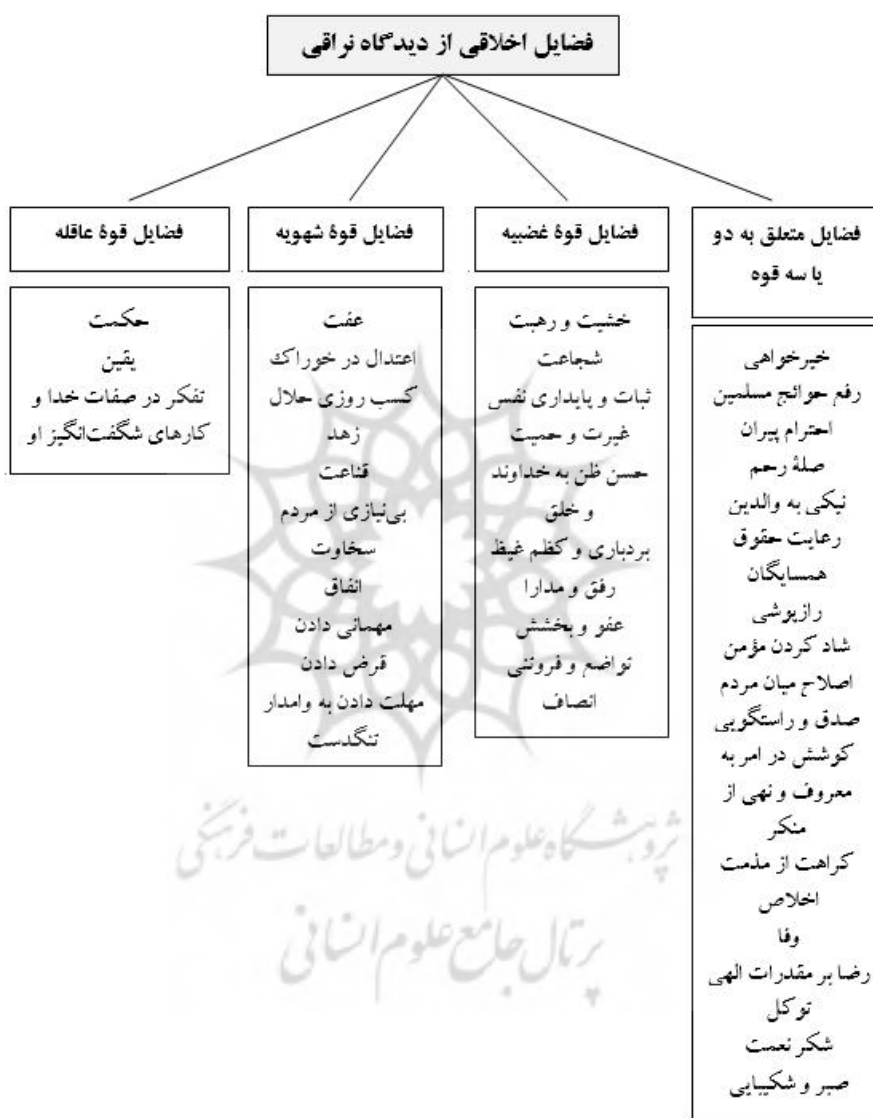 فضایل اخلاقی از دیدگاه نراقی
فضایل متعلق به دو
یا سه قوه
خیرخواهی
رفع حوائج مسلمین
احترام پیران
صلۀ رحم
نیکی به والدین
رعایت حقوق
همسایگان
رازپوشی
شاد کردن مؤمن
اصلاح میان مردم
صدق و راستگویی
کوشش در امر به
معروف و نهی از
منکر
کراهت از مذمت
اخلاص
وفا
رضا بر مقدرات الهی
توکل
شکر نعمت
صبر و شکیبایی
فضایل قوۀ غضبیه
خشیت و رهبت
شجاعت
ثبات و پایداری نفس
غیرت و حمیت
حسن ظن به خداوند
و خلق
بردباری و کظم غیظ
رفق و مدارا
عفو و بخشش
تواضع و فروتنی
انصاف
فضایل قوۀ شهویه
عفت
اعتدال در خوراک
کسب روزی حلال
زهد
قناعت
بی‌نیازی از مردم
سخاوت
انفاق
مهمانی دادن
قرض دادن
مهلت دادن به وامدار
تنگدست
فضایل قوۀ عاقله
حکمت
یقین
تفکر در صفات خدا و
کارهای شگفت‌انگیز او
پژوهشگاه علوم انسانی و مطالعات فرهنگی
پرتال جامع علوم انسانی